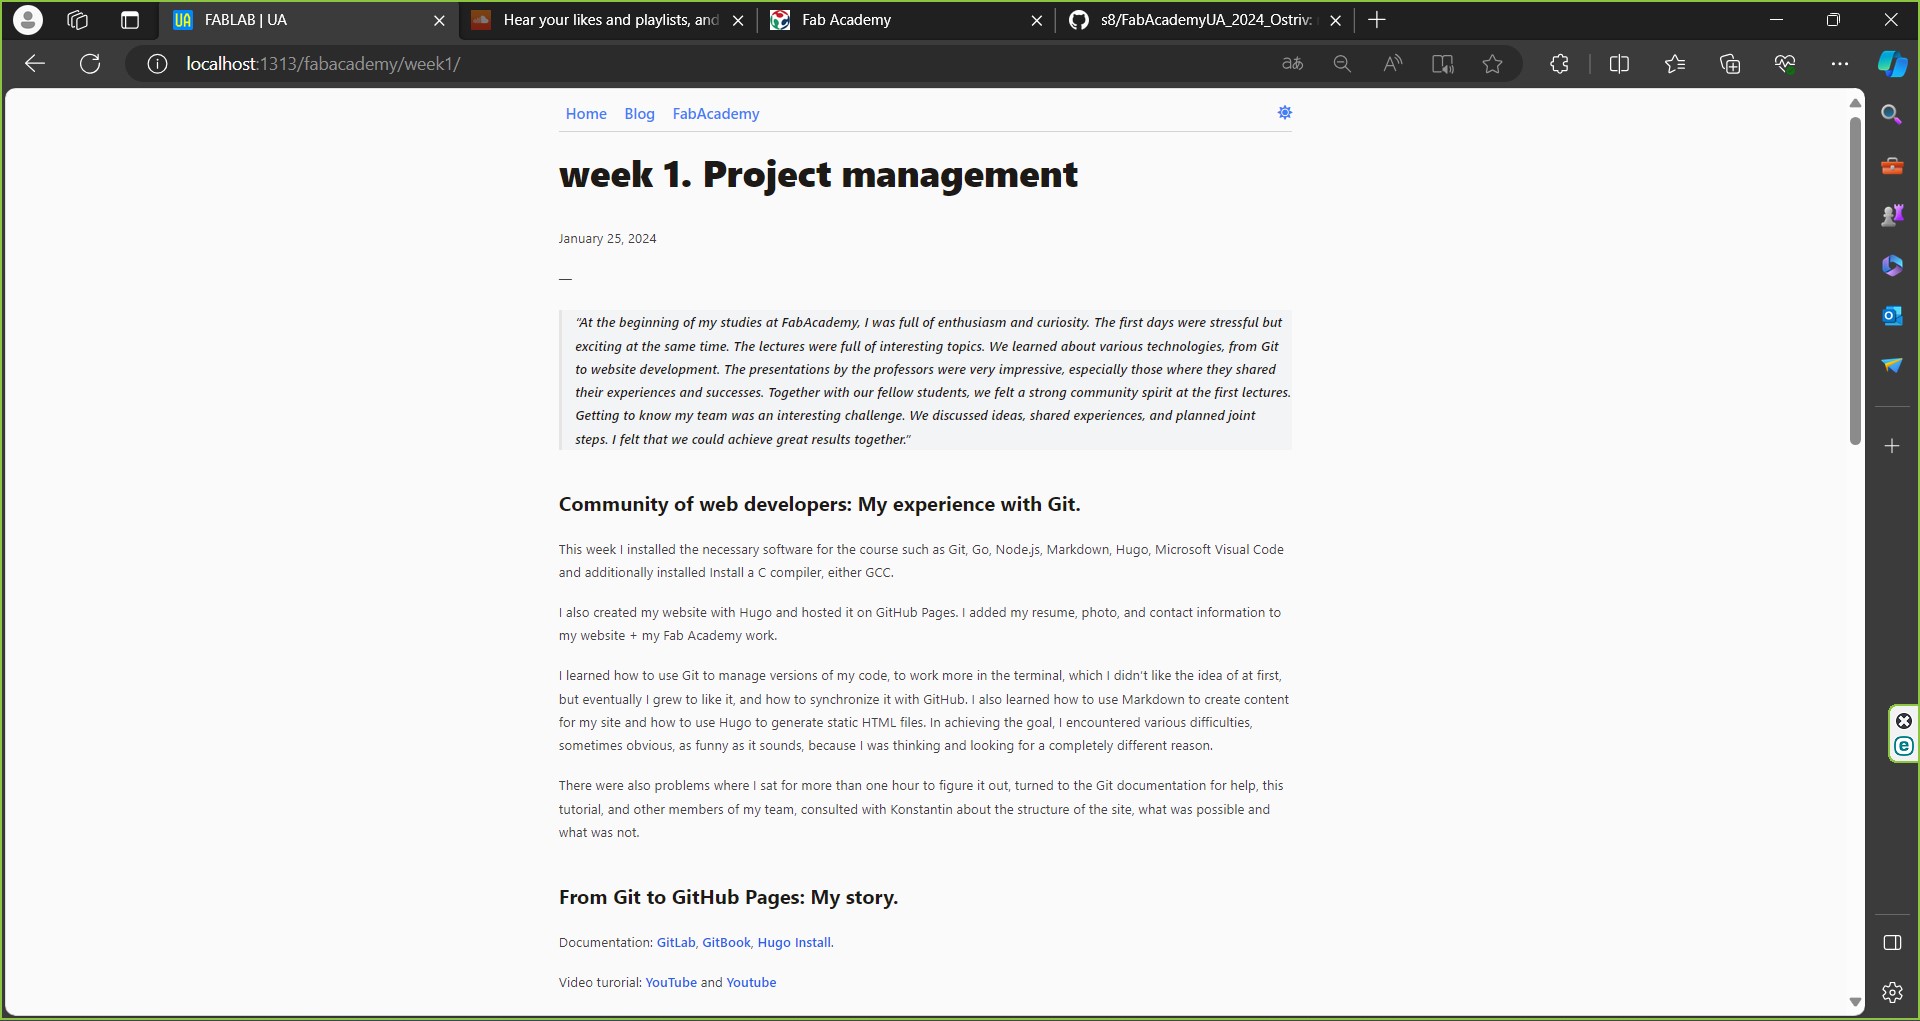 FABLAB | UA
Hear your likes and playlists, and
Fab Academy
s8/FabAcademyUA_2024_Ostriv:
localhost:1313/fabacademy/week1/
Home Blog FabAcademy
week 1. Project management
January 25, 2024
—
“At the beginning of my studies at FabAcademy, I was full of enthusiasm and curiosity. The first days were stressful but
exciting at the same time. The lectures were full of interesting topics. We learned about various technologies, from Git
to website development. The presentations by the professors were very impressive, especially those where they shared
their experiences and successes. Together with our fellow students, we felt a strong community spirit at the first lectures.
Getting to know my team was an interesting challenge. We discussed ideas, shared experiences, and planned joint
steps. I felt that we could achieve great results together.”
Community of web developers: My experience with Git.
This week I installed the necessary software for the course such as Git, Go, Node.js, Markdown, Hugo, Microsoft Visual Code
and additionally installed Install a C compiler, either GCC.
I also created my website with Hugo and hosted it on GitHub Pages. I added my resume, photo, and contact information to
my website + my Fab Academy work.
I learned how to use Git to manage versions of my code, to work more in the terminal, which I didn't like the idea of at first,
but eventually I grew to like it, and how to synchronize it with GitHub. I also learned how to use Markdown to create content
for my site and how to use Hugo to generate static HTML files. In achieving the goal, I encountered various difficulties,
sometimes obvious, as funny as it sounds, because I was thinking and looking for a completely different reason.
There were also problems where I sat for more than one hour to figure it out, turned to the Git documentation for help, this
tutorial, and other members of my team, consulted with Konstantin about the structure of the site, what was possible and
what was not.
From Git to GitHub Pages: My story.
Documentation: GitLab, GitBook, Hugo Install.
Video turorial: YouTube and Youtube